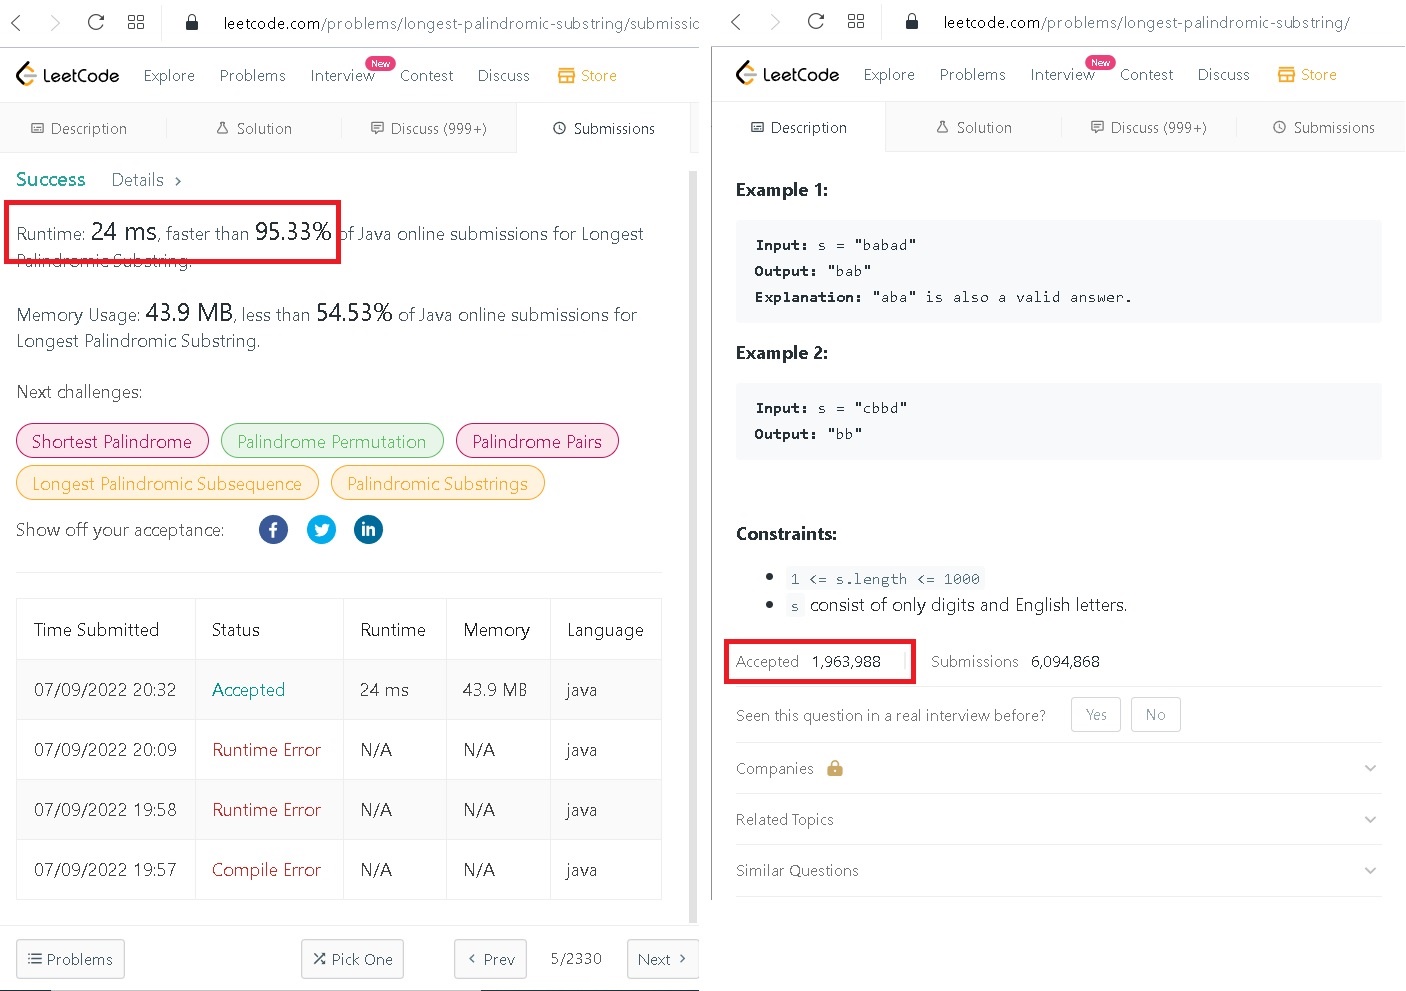 leetcode.com/problems/longest-palindromic-substring/submissio
LeetCode Explore Problems Interview New Contest Discuss Store
Description Solution Discuss (999+) Submissions
Success Details >
Runtime: 24 ms, faster than 95.33% of Java online submissions for Longest
Palindromic Substring.
Memory Usage: 43.9 MB, less than 54.53% of Java online submissions for
Longest Palindromic Substring.
Next challenges:
Shortest Palindrome Palindrome Permutation Palindrome Pairs
Longest Palindromic Subsequence Palindromic Substrings
Show off your acceptance:
Time Submitted Status Runtime Memory Language
07/09/2022 20:32 Accepted 24 ms 43.9 MB java
07/09/2022 20:09 Runtime Error N/A N/A java
07/09/2022 19:58 Runtime Error N/A N/A java
07/09/2022 19:57 Compile Error N/A N/A java
Problems Pick One < Prev 5/2330 Next >
leetcode.com/problems/longest-palindromic-substring/
LeetCode Explore Problems Interview New Contest Discuss Store
Description Solution Discuss (999+) Submissions
Example 1:
Input: s = "babad"
Output: "bab"
Explanation: "aba" is also a valid answer.
Example 2:
Input: s = "cbbd"
Output: "bb"
Constraints:
• 1 <= s.length <= 1000
• s consist of only digits and English letters.
Accepted 1,963,988 Submissions 6,094,868
Seen this question in a real interview before? Yes No
Companies
Related Topics
Similar Questions